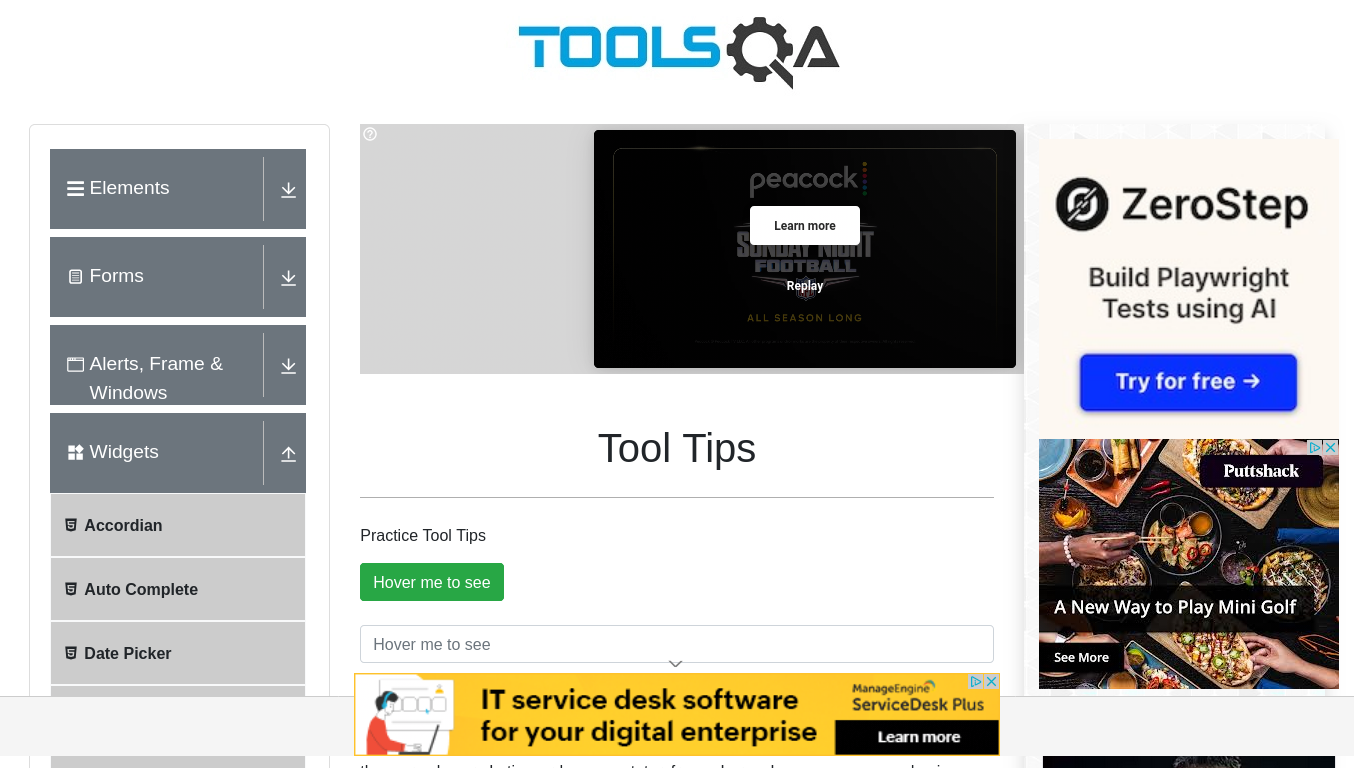 TOOLSQA
Elements
Forms
Alerts, Frame &
Windows
Widgets
Accordian
Auto Complete
Date Picker
peacock
Learn more
SUNDAY NIGHT
FOOTBALL
Replay
ALL SEASON LONG
Tool Tips
Practice Tool Tips
Hover me to see
Hover me to see
ZeroStep
Build Playwright
Tests using AI
Try for free →
Puttshack
A New Way to Play Mini Golf
See More
IT service desk software
for your digital enterprise
ManageEngine
ServiceDesk Plus
Learn more